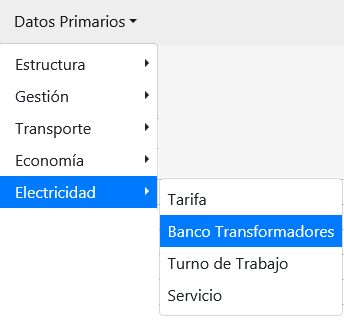 Datos Primarios
Estructura
Gestión
Transporte
Economía
Electricidad
Tarifa
Banco Transformadores
Turno de Trabajo
Servicio